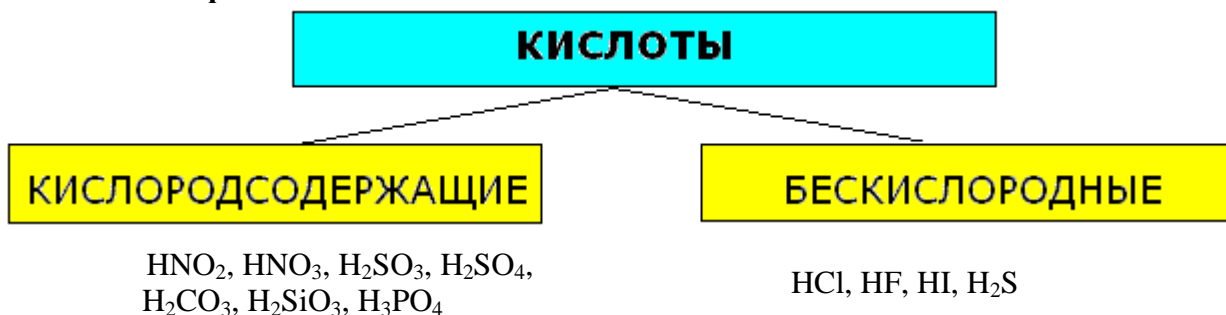 КИСЛОТЫ
КИСЛОРОДСОДЕРЖАЩИЕ
БЕСКИСЛОРОДНЫЕ
HNO₂, HNO₃, H₂SO₃, H₂SO₄,
H₂CO₃, H₂SiO₃, H₃PO₄
HCl, HF, HI, H₂S